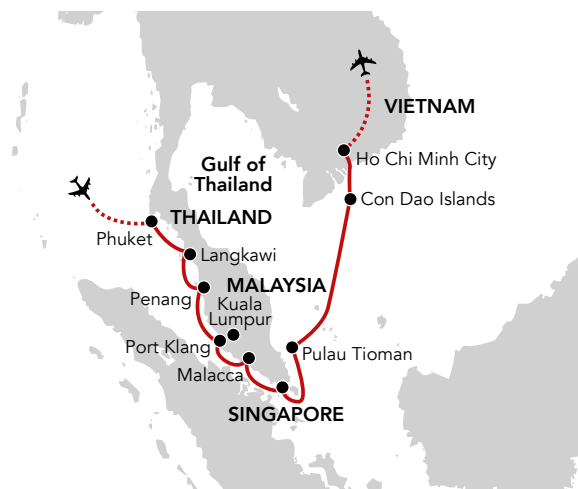 VIETNAM
Ho Chi Minh City
Gulf of
Thailand
Con Dao Islands
THAILAND
Phuket
Langkawi
MALAYSIA
Penang
Kuala
Lumpur
Port Klang
Pulau Tioman
Malacca
SINGAPORE